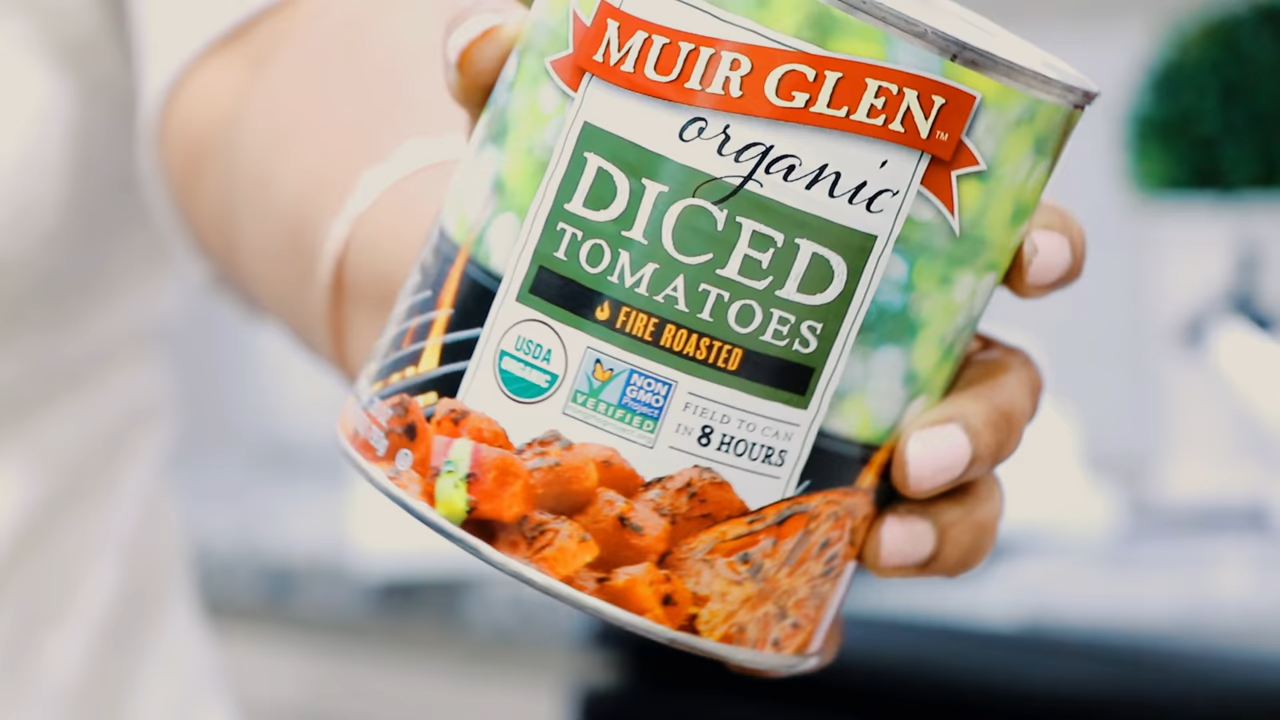 MUIR GLEN™
organic
DICED
TOMATOES
FIRE ROASTED
USDA
ORGANIC
NON
GMO
Project
VERIFIED
FIELD TO CAN
IN 8 HOURS